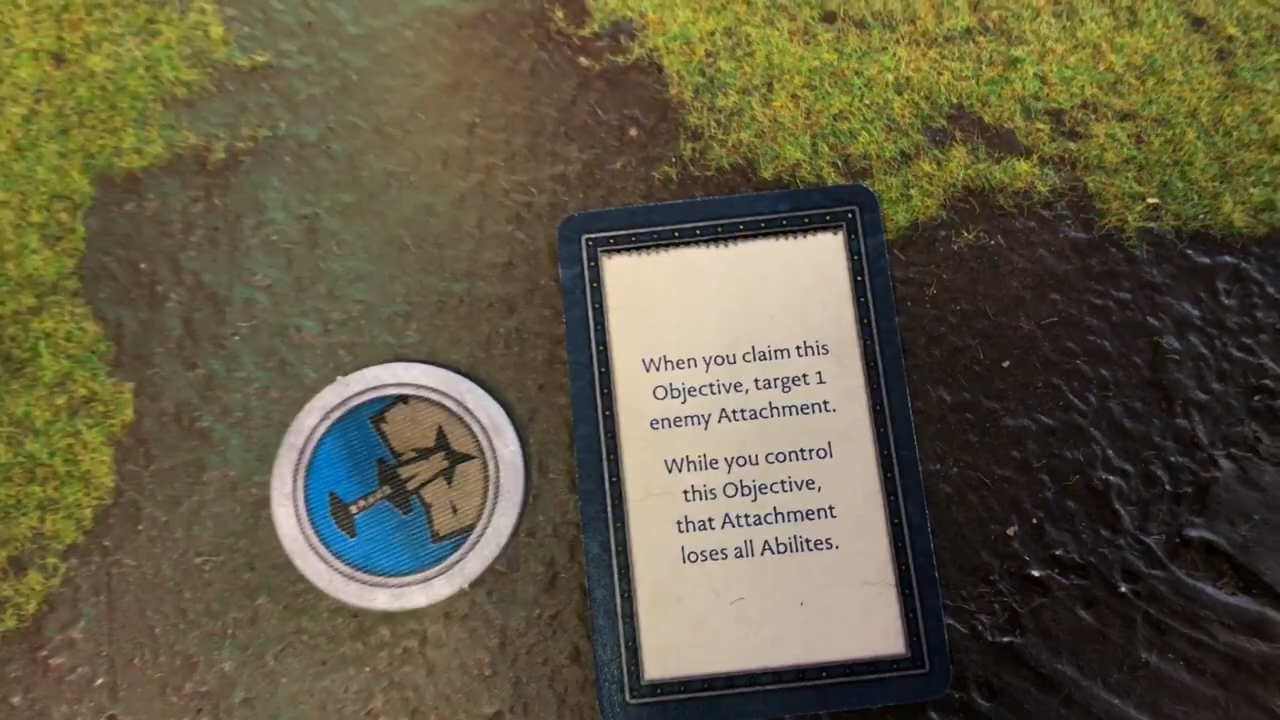 When you claim this
Objective, target 1
enemy Attachment.
While you control
this Objective,
that Attachment
loses all Abilites.